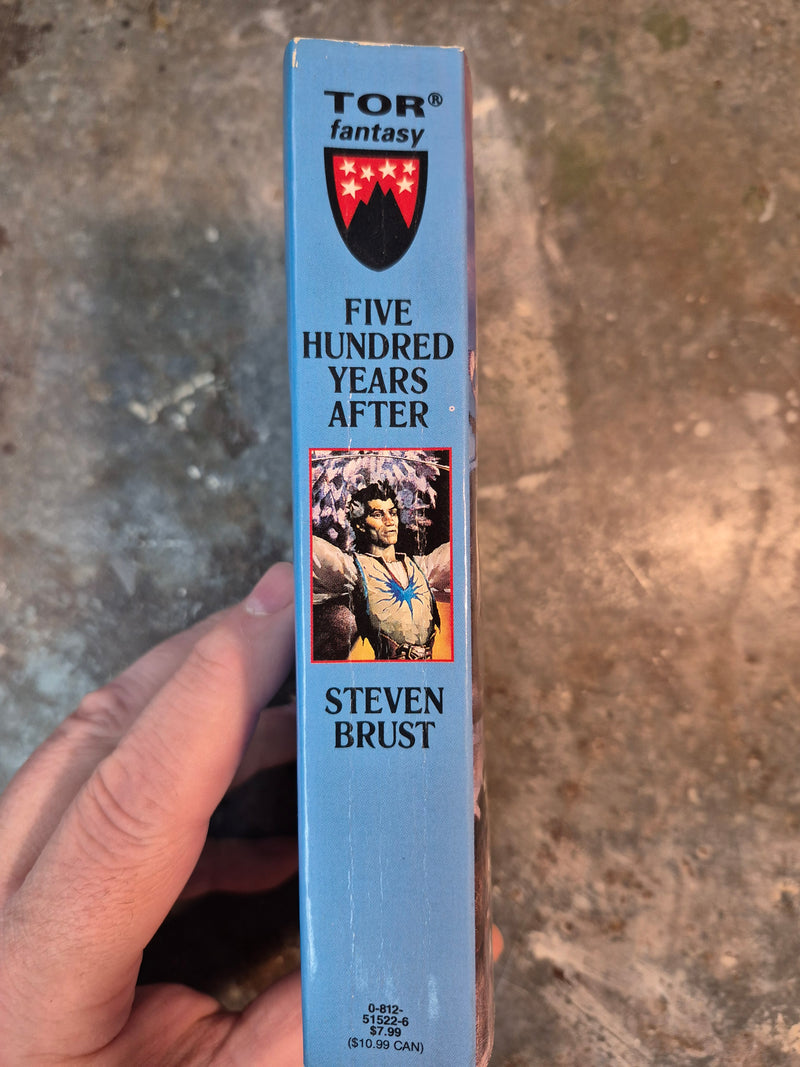 TOR®
fantasy
FIVE
HUNDRED
YEARS
AFTER
STEVEN
BRUST
0-812-
51522-6
$7.99
($10.99 CAN)